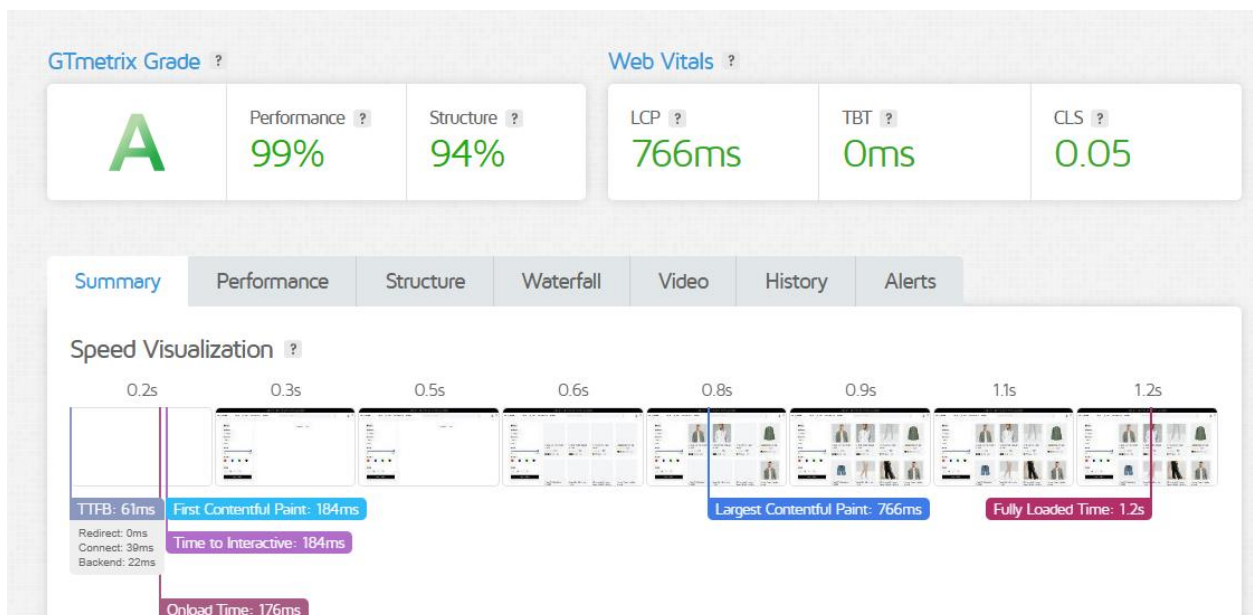 GTmetrix Grade ?
Web Vitals ?
A
Performance ?
99%
Structure ?
94%
LCP ?
766ms
TBT ?
0ms
CLS ?
0.05
Summary
Performance
Structure
Waterfall
Video
History
Alerts
Speed Visualization ?
0.2s 0.3s 0.5s 0.6s 0.8s 0.9s 1.1s 1.2s
TTFB: 61ms
Redirect: 0ms
Connect: 39ms
Backend: 22ms
First Contentful Paint: 184ms
Time to Interactive: 184ms
Largest Contentful Paint: 766ms
Fully Loaded Time: 1.2s
Onload Time: 176ms